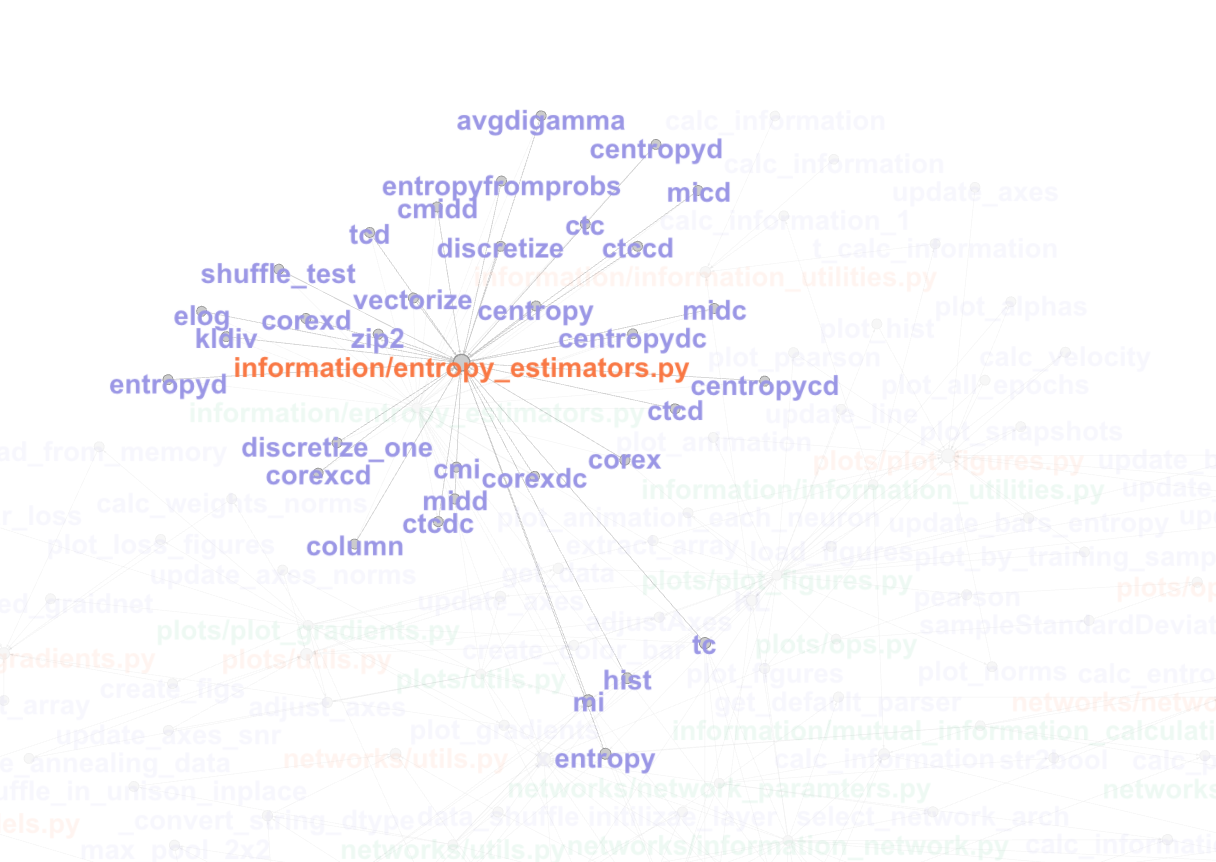 avgdigamma
calc_information
centropyd
calc_information
entropyfromprobs
micd
update_axes
cmidd
calc_information_1
ctc
tcd
discretize
ctccd
t_calc_information
shuffle_test
information/information_utilities.py
vectorize
centropy
midc
plot_alphas
elog
corexd
plot_hist
kldiv
zip2
centropydc
plot_pearson
calc_velocity
information/entropy_estimators.py
entropyd
centropycd
plot_all_epochs
information/entropy_estimators.py
ctcd
update_line
plot_animation
plot_snapshots
discretize_one
ad_from_memory
cmi
corex
plots/plot_figures.py
update_b
corexcd
corexdc
information/information_utilities.py
update
calc_weights_norms
midd
r_loss
ctcdc
plot_animation_each_neuron
update_bars_entropy
up
plot_loss_figures
column
extract_array
load_figures
plot_by_training_samp
update_axes_norms
get_data
plots/plot_figures.py
plots/op
ed_graidnet
update_axes
pearson
plots/plot_gradients.py
adjustAxes
sampleStandardDeviat
gradients.py
plots/utils.py
create_color_bar
tc
plots/ops.py
create_figs
plots/utils.py
hist
plot_figures
plot_norms
calc_entro
t_array
adjust_axes
mi
get_default_parser
networks/netwo
update_axes_snr
plot_gradients
information/mutual_information_calculati
e_annealing_data
networks/utils.py
entropy
calc_information
str2bool
calc_p
uffle_in_unison_inplace
networks/network_paramters.py
networks
els.py
_convert_string_dtype
data_shuffle
initilizae_layer
select_network_arch
max_pool_2x2
networks/utils.py
networks/information_network.py
calc_informati